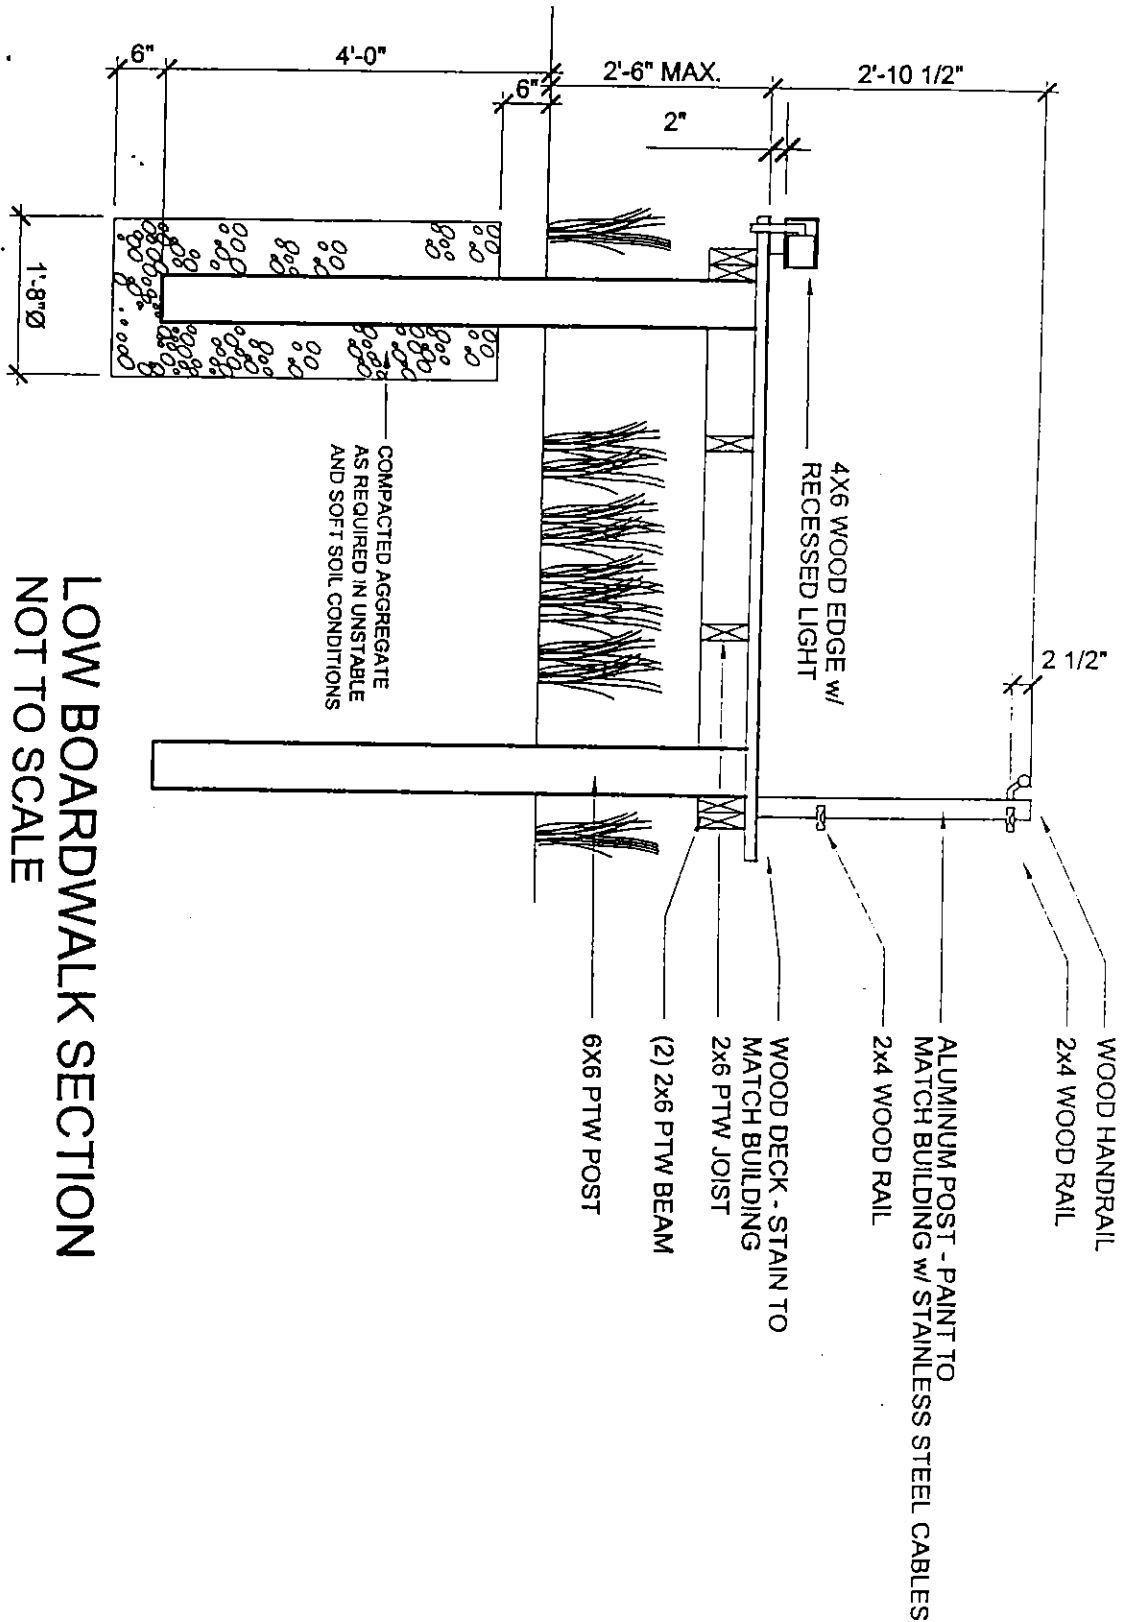 2'-10 1/2"
2'-6" MAX.
4'-0"
6"
6"
2"
2 1/2"
1'-8"Ø
4X6 WOOD EDGE w/
RECESSED LIGHT
WOOD HANDRAIL
2x4 WOOD RAIL
ALUMINUM POST - PAINT TO
MATCH BUILDING w/ STAINLESS STEEL CABLES
2x4 WOOD RAIL
WOOD DECK - STAIN TO
MATCH BUILDING
2x6 PTW JOIST
(2) 2x6 PTW BEAM
6X6 PTW POST
COMPACTED AGGREGATE
AS REQUIRED IN UNSTABLE
AND SOFT SOIL CONDITIONS
LOW BOARDWALK SECTION
NOT TO SCALE